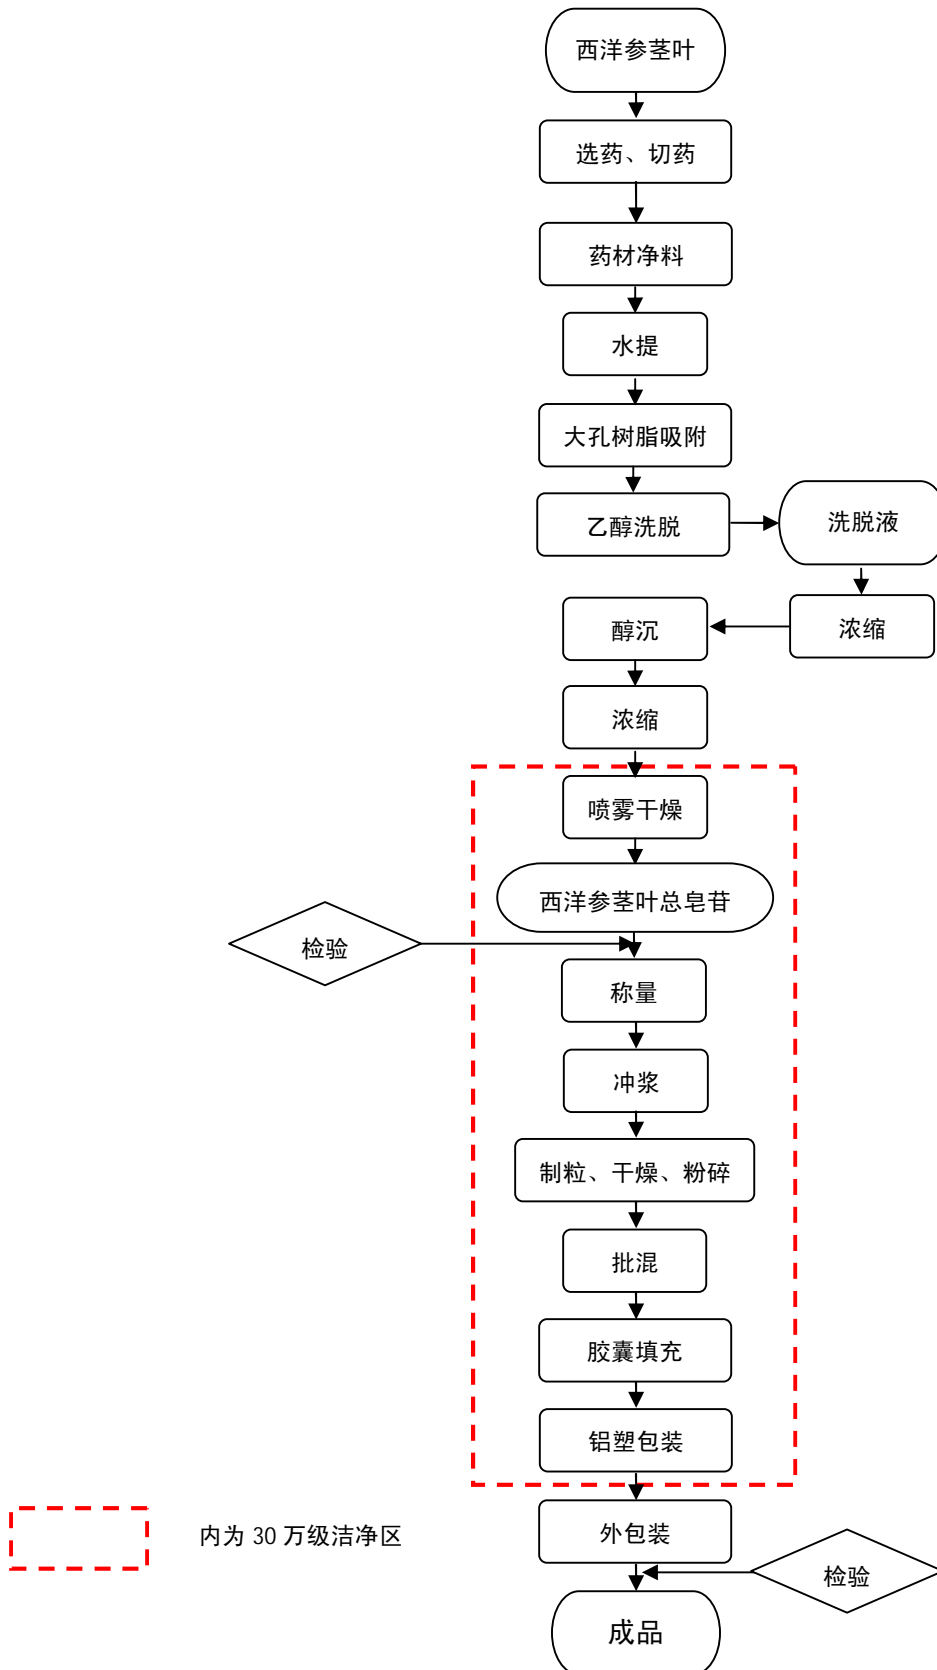 西洋参茎叶
选药、切药
药材净料
水提
大孔树脂吸附
乙醇洗脱
洗脱液
浓缩
醇沉
浓缩
喷雾干燥
西洋参茎叶总皂苷
检验
称量
冲浆
制粒、干燥、粉碎
批混
胶囊填充
铝塑包装
外包装
内为 30 万级洁净区
检验
成品